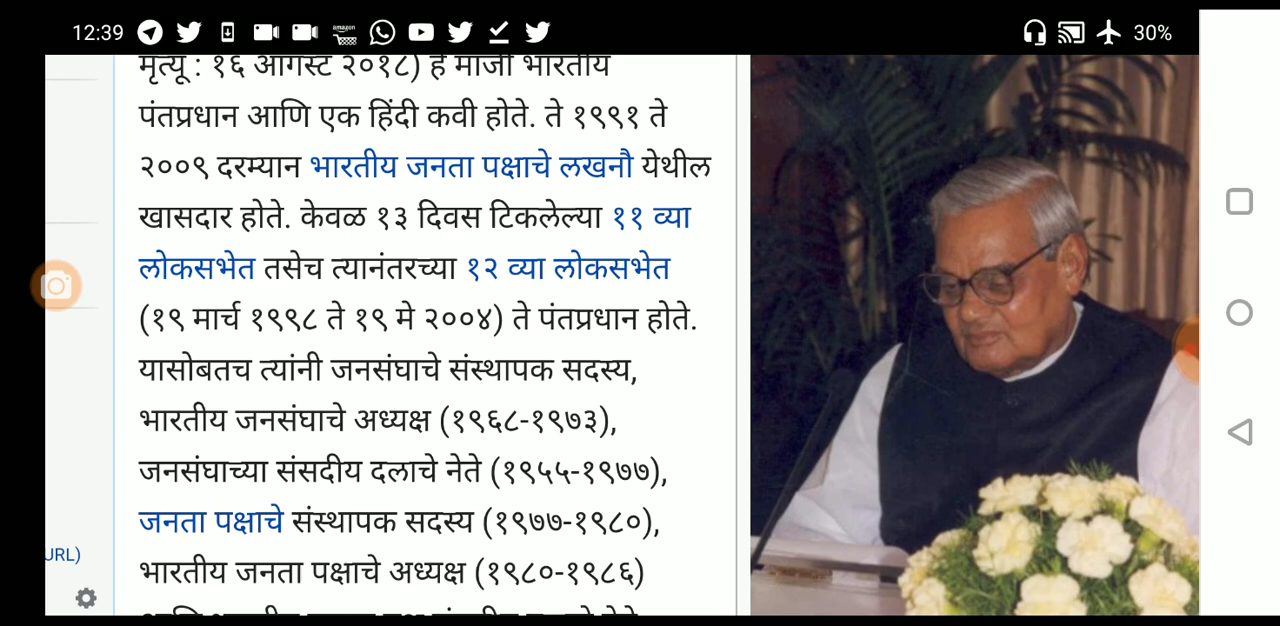 12:39
amazon
30%
मृत्यू : १६ ऑगस्ट २०१८) हे माजी भारतीय
पंतप्रधान आणि एक हिंदी कवी होते. ते १९९१ ते
२००९ दरम्यान भारतीय जनता पक्षाचे लखनौ येथील
खासदार होते. केवळ १३ दिवस टिकलेल्या ११ व्या
लोकसभेत तसेच त्यानंतरच्या १२ व्या लोकसभेत
(१९ मार्च १९९८ ते १९ मे २००४) ते पंतप्रधान होते.
यासोबतच त्यांनी जनसंघाचे संस्थापक सदस्य,
भारतीय जनसंघाचे अध्यक्ष (१९६८-१९७३),
जनसंघाच्या संसदीय दलाचे नेते (१९५५-१९७७),
जनता पक्षाचे संस्थापक सदस्य (१९७७-१९८०),
URL)
भारतीय जनता पक्षाचे अध्यक्ष (१९८०-१९८६)